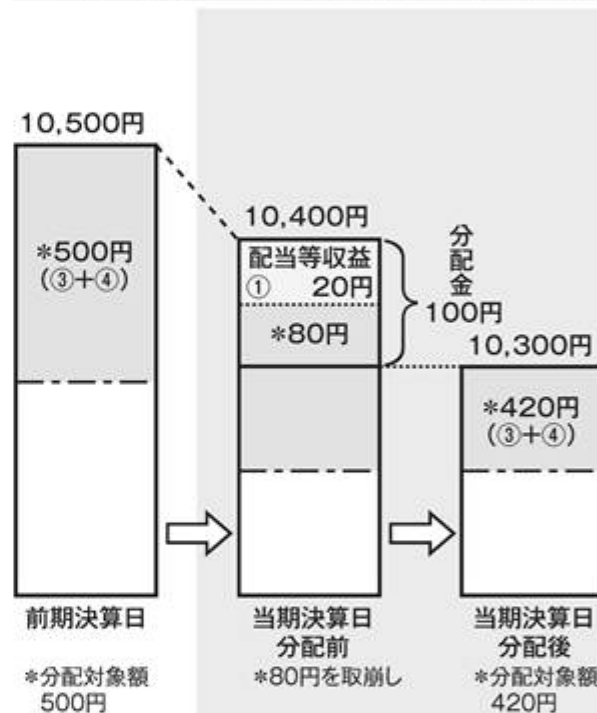 10,500円
*500円
(③+④)
10,400円
配当等収益
① 20円
*80円
分配金
100円
10,300円
*420円
(③+④)
前期決算日
*分配対象額
500円
当期決算日
分配前
*80円を取崩し
当期決算日
分配後
*分配対象額
420円